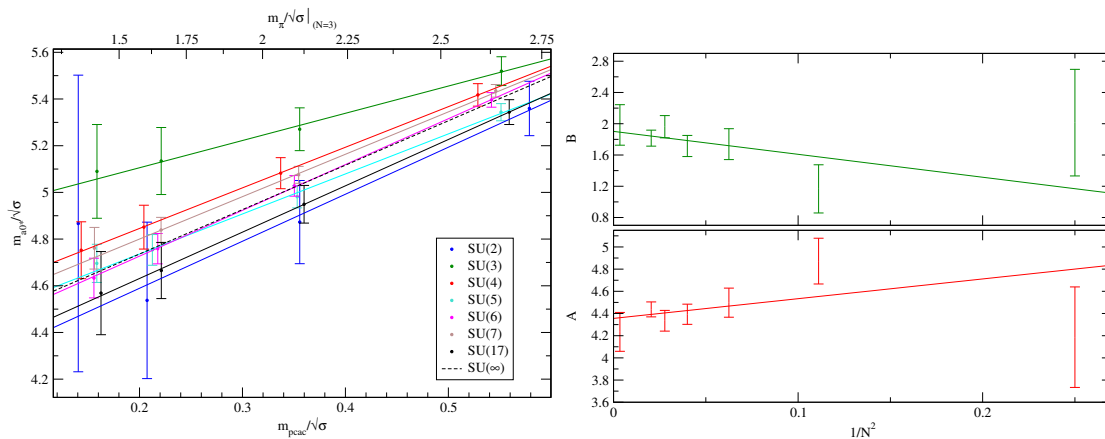 m_π/√σ|_(N=3)
1.5 1.75 2 2.25 2.5 2.75
5.6
5.4
5.2
5
4.8
4.6
4.4
4.2
m_a0*/√σ
0.2 0.3 0.4 0.5
m_pcac/√σ
SU(2)
SU(3)
SU(4)
SU(5)
SU(6)
SU(7)
SU(17)
SU(∞)
2.8
2.4
2
1.6
1.2
0.8
B
5
4.8
4.6
4.4
4.2
4
3.8
3.6
A
0 0.1 0.2
1/N²